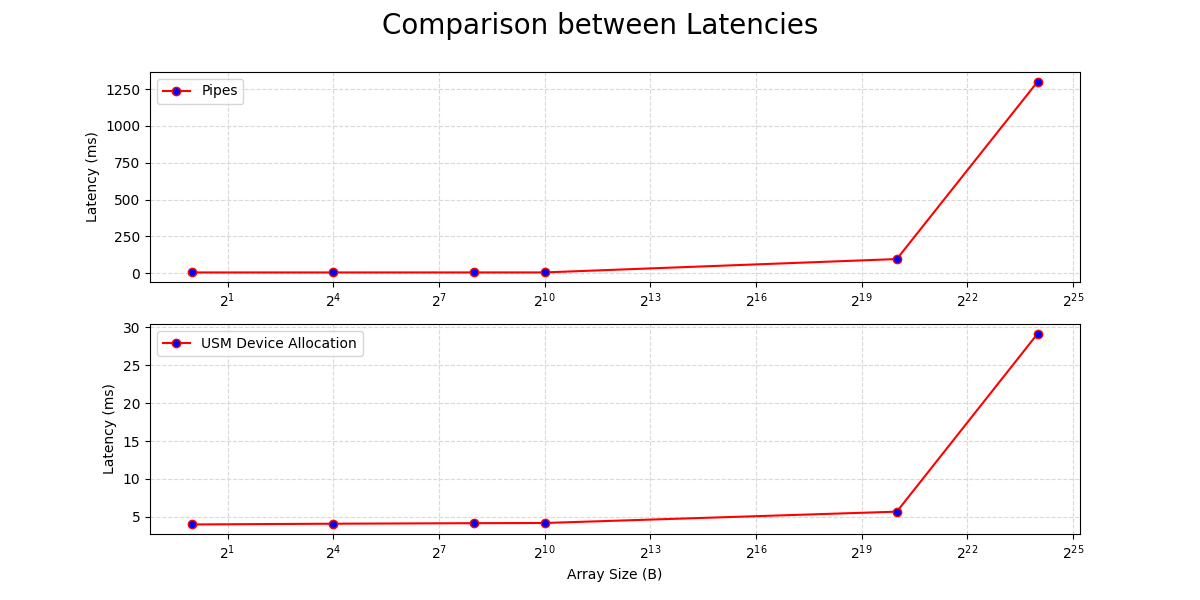 Comparison between Latencies
Pipes
Latency (ms)
1250
1000
750
500
250
0
2^1 2^4 2^7 2^10 2^13 2^16 2^19 2^22 2^25
USM Device Allocation
Latency (ms)
30
25
20
15
10
5
2^1 2^4 2^7 2^10 2^13 2^16 2^19 2^22 2^25
Array Size (B)